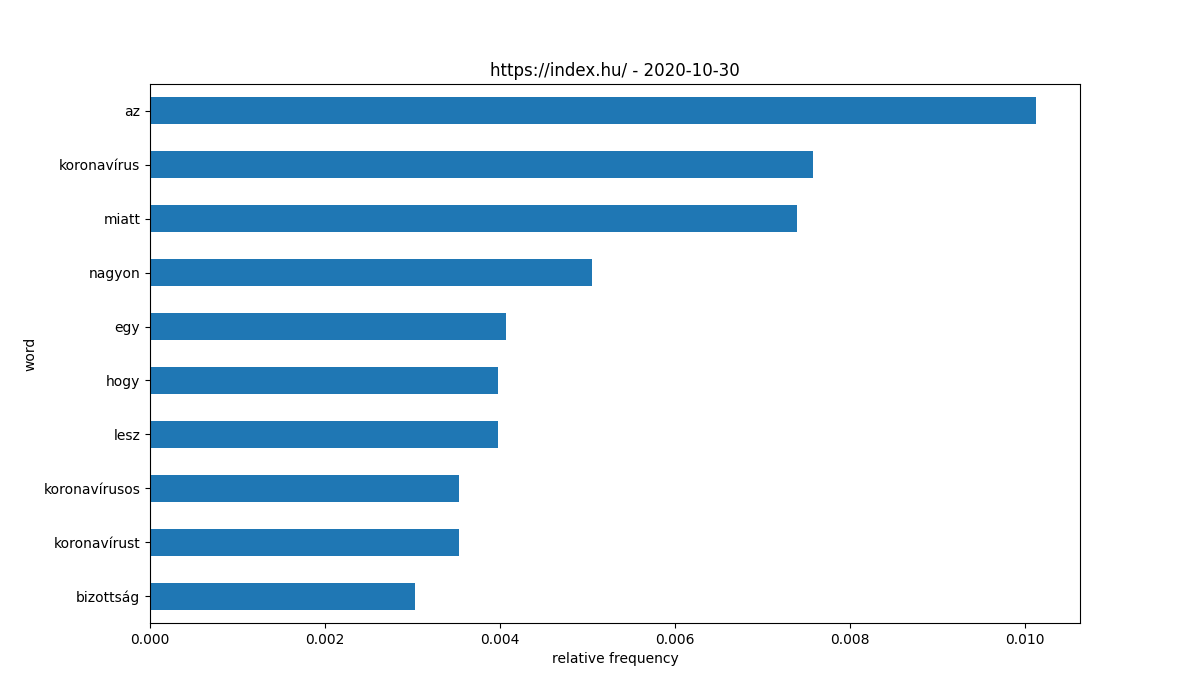 https://index.hu/ - 2020-10-30
az
koronavírus
miatt
nagyon
egy
hogy
lesz
koronavírusos
koronavírust
bizottság
word
0.000 0.002 0.004 0.006 0.008 0.010
relative frequency